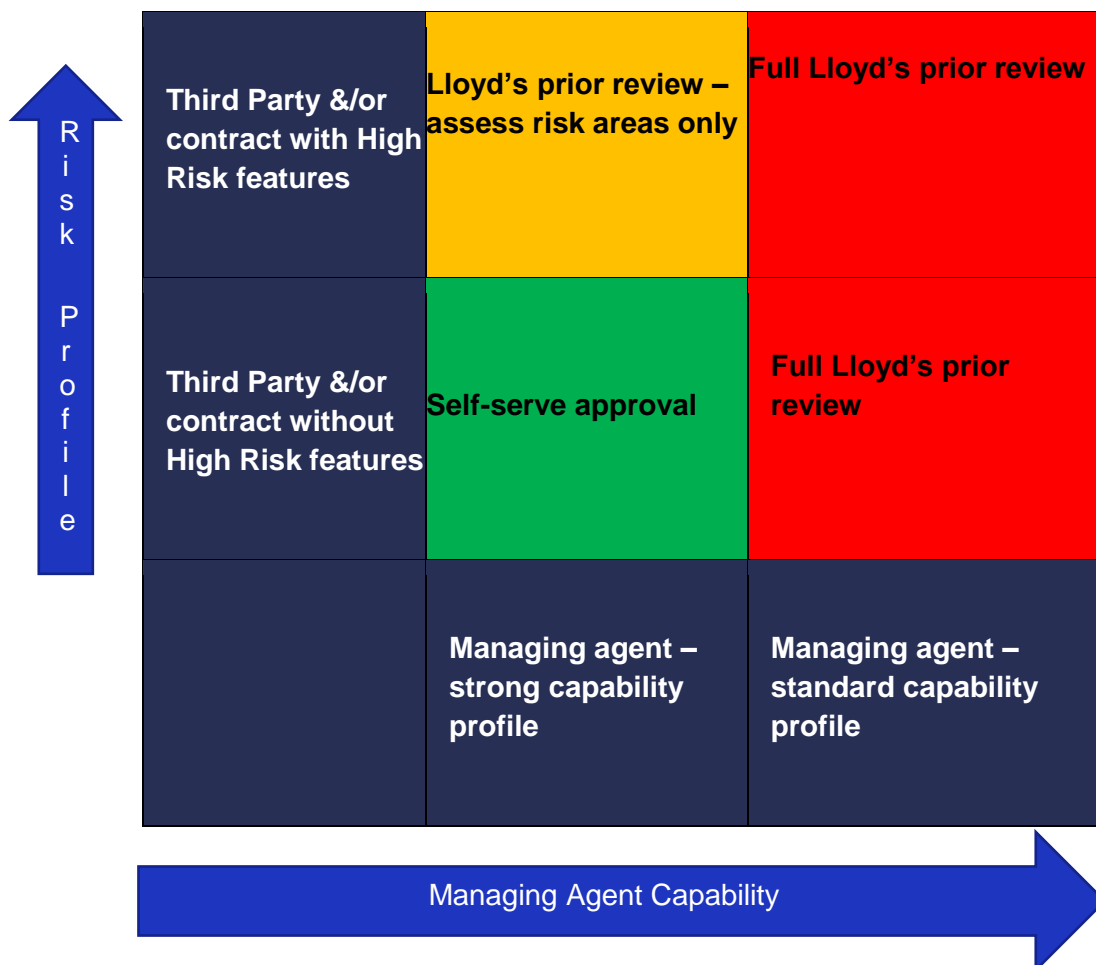 Risk Profile
Third Party &/or
contract with High
Risk features
Lloyd’s prior review –
assess risk areas only
Full Lloyd’s prior review
Third Party &/or
contract without
High Risk features
Self-serve approval
Full Lloyd’s prior
review
Managing agent –
strong capability
profile
Managing agent –
standard capability
profile
Managing Agent Capability